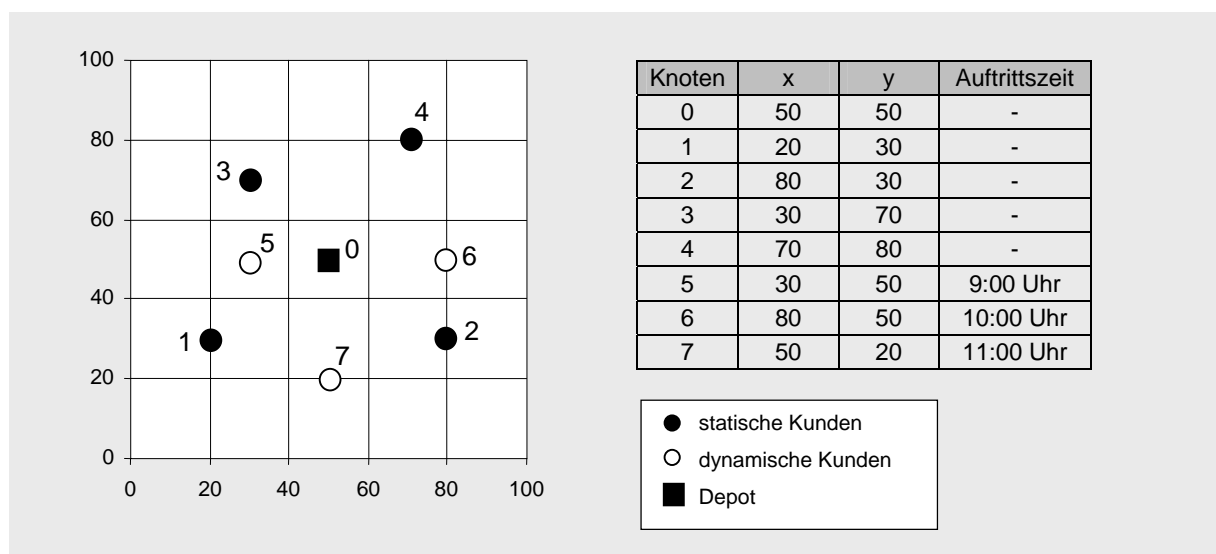 100
80
60
40
20
0
0 20 40 60 80 100
4
3
5
0
6
1
2
7
Knoten x y Auftrittszeit
0 50 50 -
1 20 30 -
2 80 30 -
3 30 70 -
4 70 80 -
5 30 50 9:00 Uhr
6 80 50 10:00 Uhr
7 50 20 11:00 Uhr
statische Kunden
dynamische Kunden
Depot